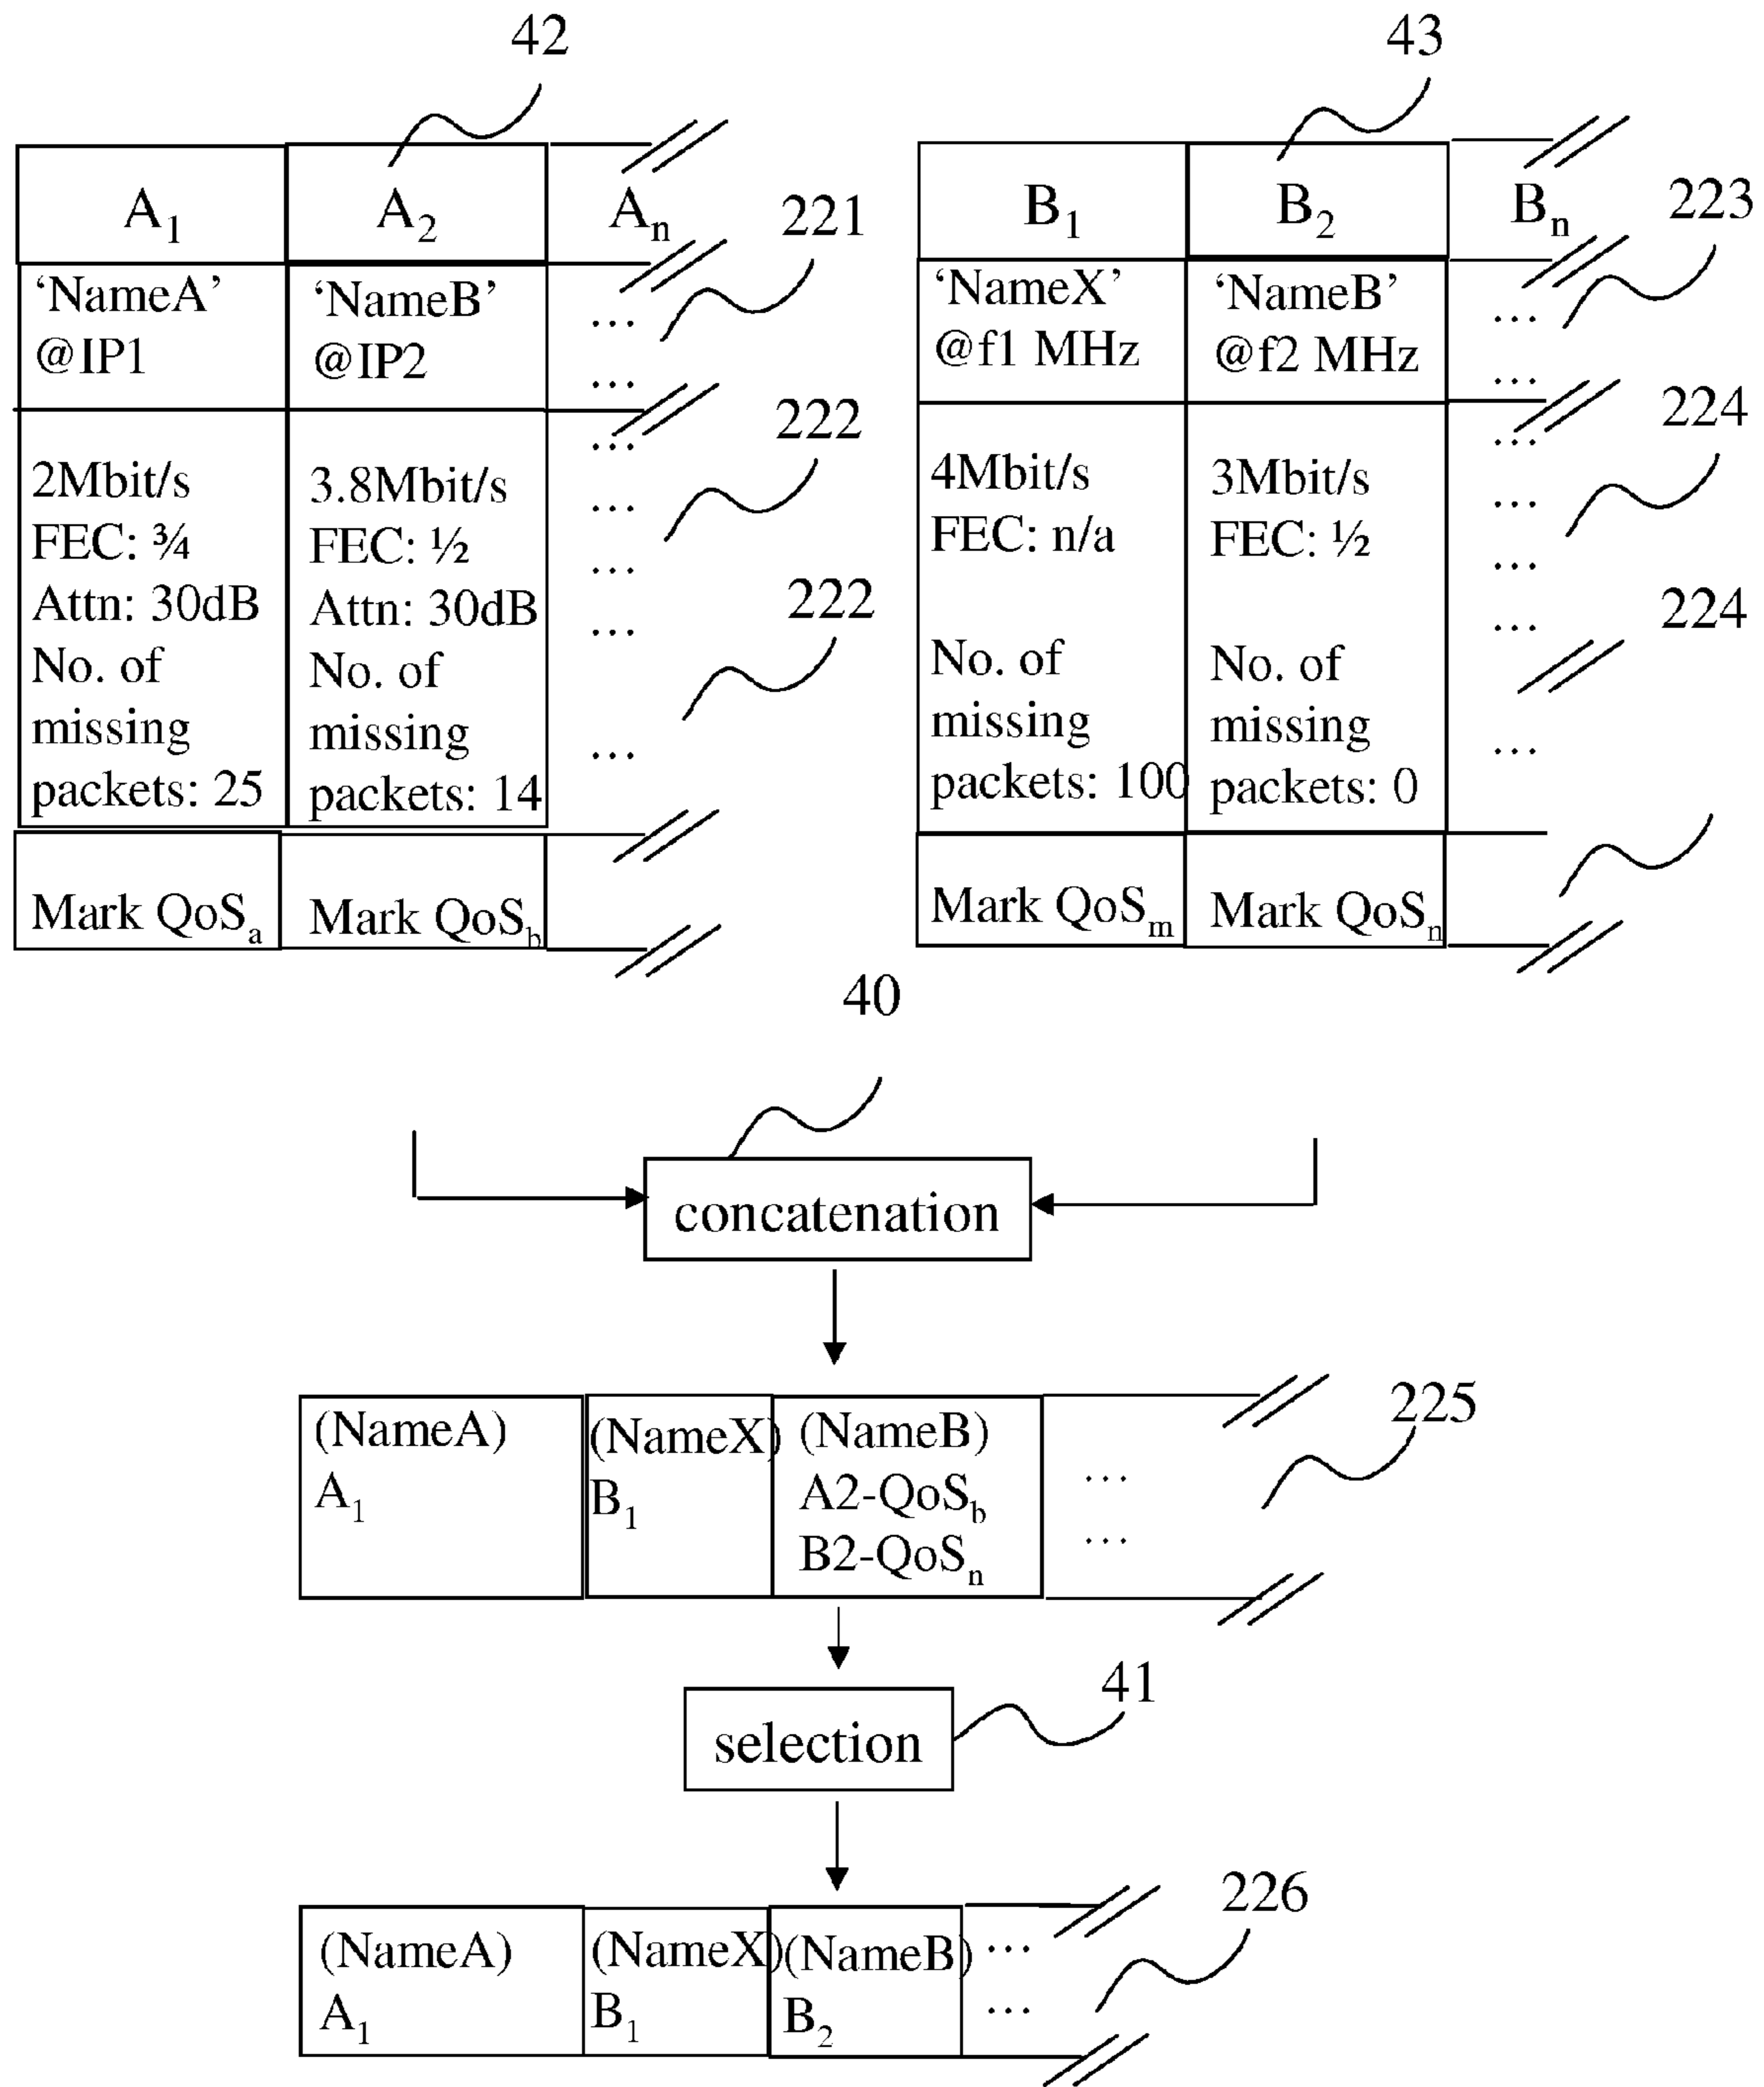 42
43
A₁ A₂ Aₙ
221
B₁ B₂ Bₙ
223
‘NameA’
@IP1
‘NameB’
@IP2
...
...
‘NameX’
@f1 MHz
‘NameB’
@f2 MHz
...
...
222
224
2Mbit/s
FEC: ¾
Attn: 30dB
No. of
missing
packets: 25
3.8Mbit/s
FEC: ½
Attn: 30dB
No. of
missing
packets: 14
...
...
...
...
...
222
4Mbit/s
FEC: n/a
No. of
missing
packets: 100
3Mbit/s
FEC: ½
No. of
missing
packets: 0
...
...
...
...
...
224
Mark QoSₐ
Mark QoS_b
Mark QoSₘ
Mark QoSₙ
40
concatenation
225
(NameA)
A₁
(NameX)
B₁
(NameB)
A2-QoS_b
B2-QoSₙ
...
...
selection
41
226
(NameA)
A₁
(NameX)
B₁
(NameB)
B₂
...
...